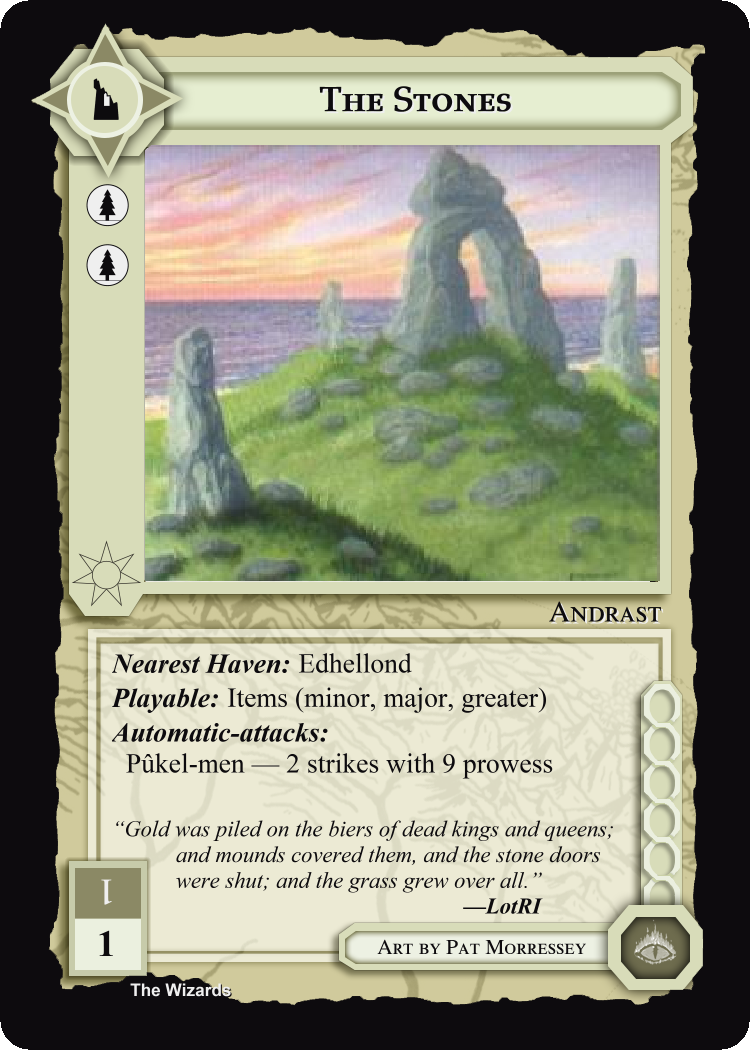 The Stones
Andrast
Nearest Haven: Edhellond
Playable: Items (minor, major, greater)
Automatic-attacks:
Pûkel-men — 2 strikes with 9 prowess
“Gold was piled on the biers of dead kings and queens;
and mounds covered them, and the stone doors
were shut; and the grass grew over all.”
—LotRI
1
1
Art by Pat Morressey
The Wizards